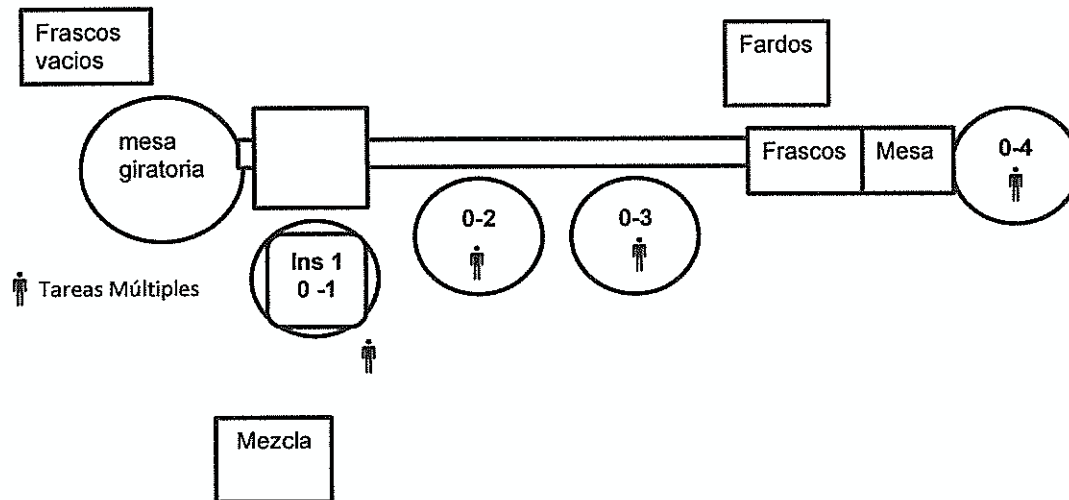 Frascos
vacios
Fardos
mesa
giratoria
Frascos
Mesa
0-4
0-2
0-3
Ins 1
0 -1
Tareas Múltiples
Mezcla